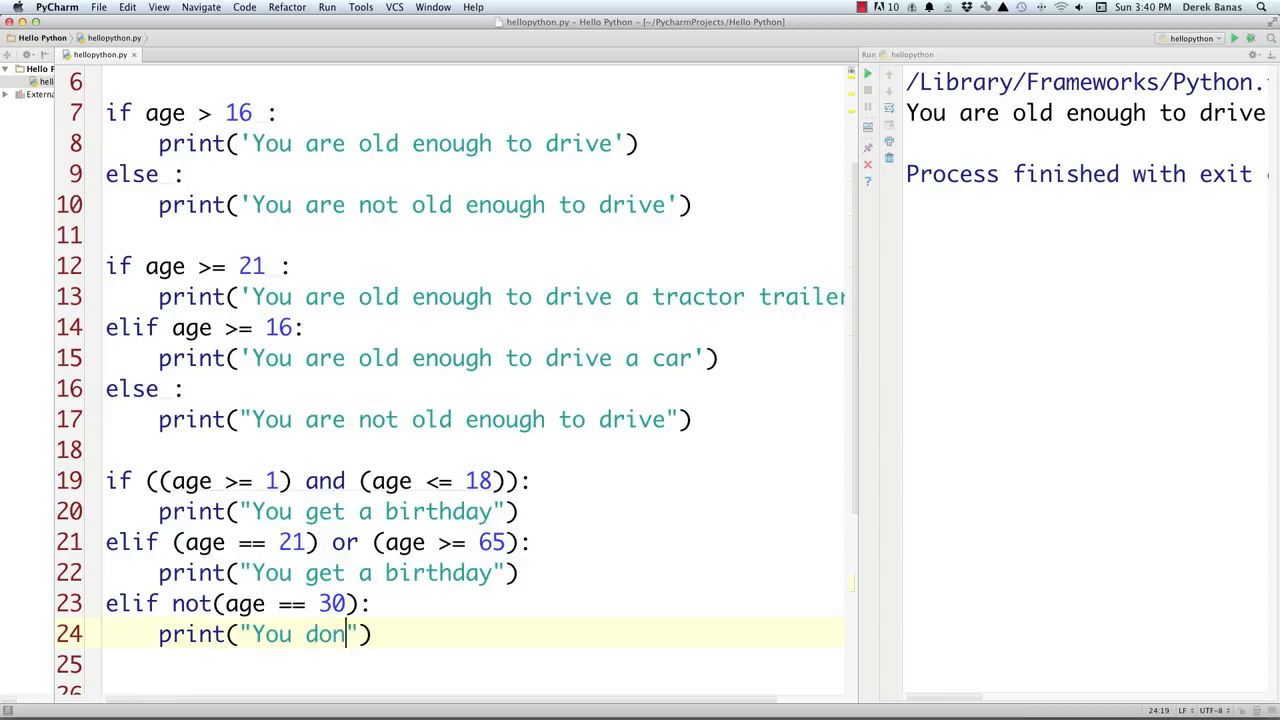 PyCharm File Edit View Navigate Code Refactor Run Tools VCS Window Help 10 Sun 3:40 PM Derek Banas
hellopython.py - Hello Python - [~/PycharmProjects/Hello Python]
Hello Python hellopython.py hellopython
hellopython.py Run hellopython
Hello P
hell
Externa
6
7 if age > 16 :
8 print('You are old enough to drive')
9 else :
10 print('You are not old enough to drive')
11
12 if age >= 21 :
13 print('You are old enough to drive a tractor trailer
14 elif age >= 16:
15 print('You are old enough to drive a car')
16 else :
17 print("You are not old enough to drive")
18
19 if ((age >= 1) and (age <= 18)):
20 print("You get a birthday")
21 elif (age == 21) or (age >= 65):
22 print("You get a birthday")
23 elif not(age == 30):
24 print("You don")
25
26
/Library/Frameworks/Python.
You are old enough to drive
Process finished with exit
24:19 LF UTF-8